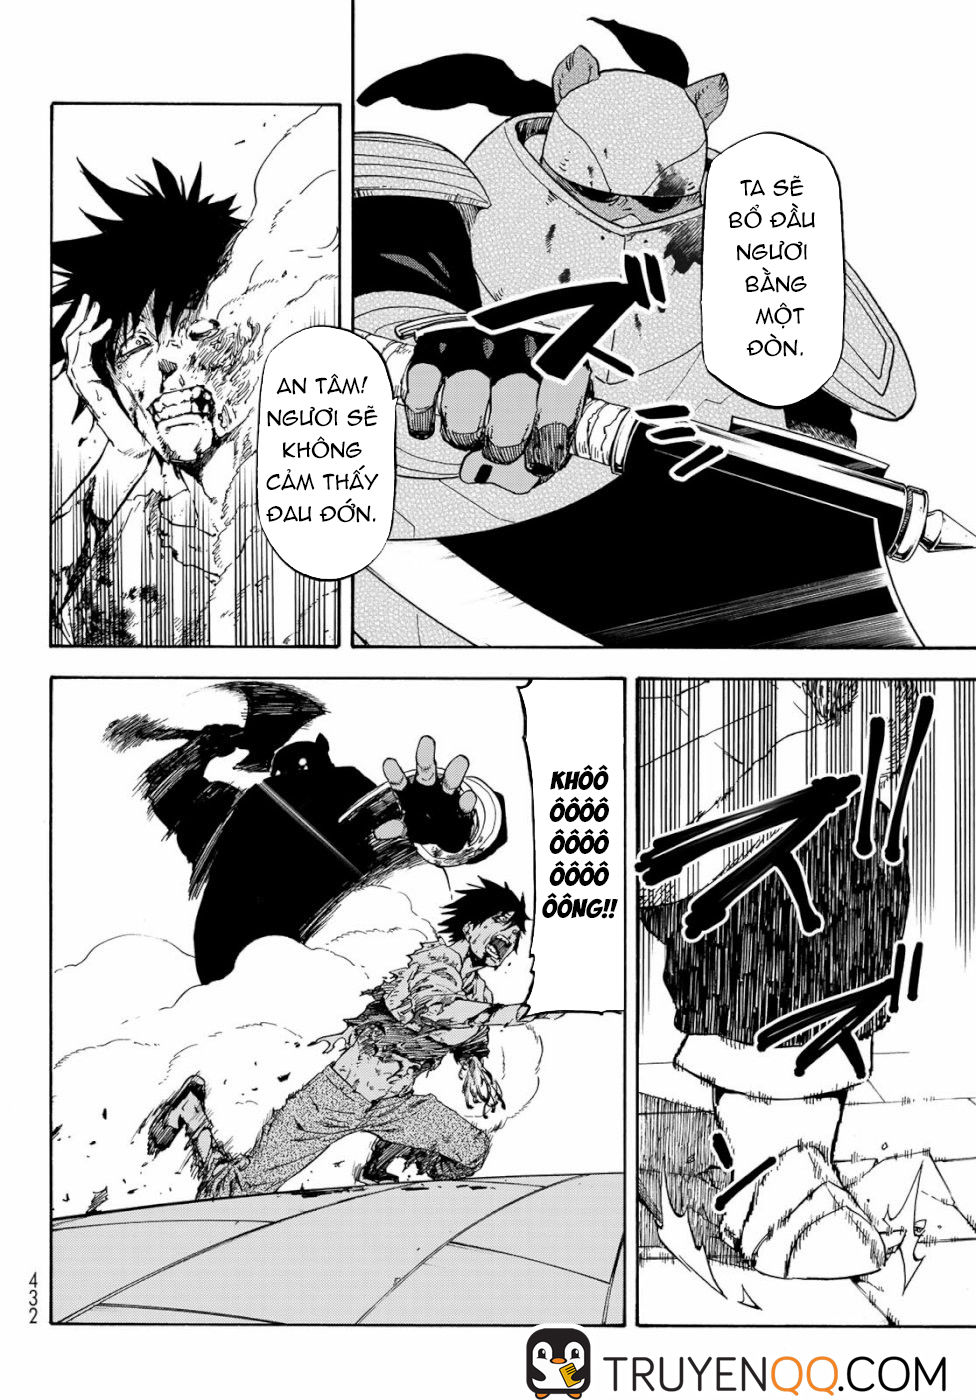 TA SẼ
BỔ ĐẦU
NGƯƠI
BẰNG
MỘT
ĐÒN.
AN TÂM!
NGƯƠI SẼ
KHÔNG
CẢM THẤY
ĐAU ĐỚN.
KHÔÔ
ÔÔÔÔ
ÔÔÔÔ
ÔÔÔÔ
ÔÔNG!!
432
TRUYENQQ.COM